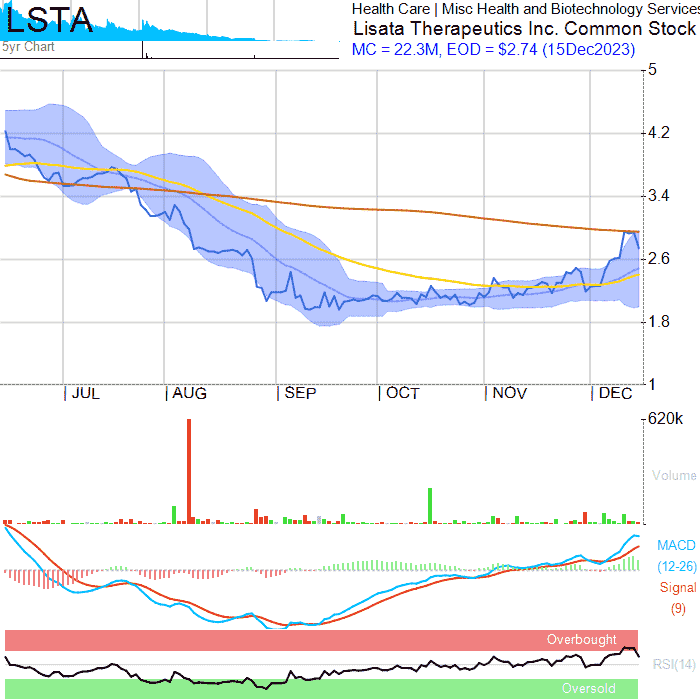 LSTA
Health Care | Misc Health and Biotechnology Services
Lisata Therapeutics Inc. Common Stock
5yr Chart
MC = 22.3M, EOD = $2.74 (15Dec2023)
5
4.2
3.4
2.6
1.8
1
JUL AUG SEP OCT NOV DEC
620k
Volume
MACD
(12-26)
Signal
(9)
Overbought
RSI(14)
Oversold